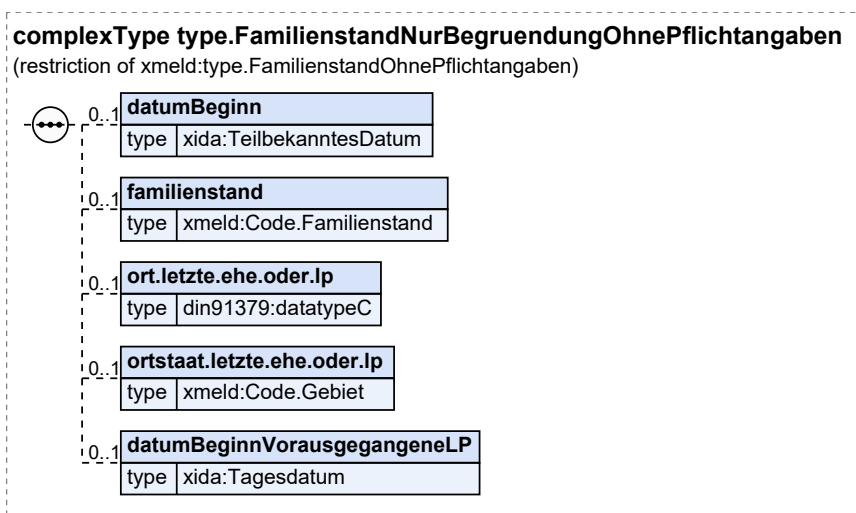 complexType type.FamilienstandNurBegruendungOhnePflichtangaben
(restriction of xmeld:type.FamilienstandOhnePflichtangaben)
0..1 datumBeginn
type xida:TeilbekanntesDatum
0..1 familienstand
type xmeld:Code.Familienstand
0..1 ort.letzte.ehe.oder.lp
type din91379:datatypeC
0..1 ortstaat.letzte.ehe.oder.lp
type xmeld:Code.Gebiet
0..1 datumBeginnVorausgegangeneLP
type xida:Tagesdatum